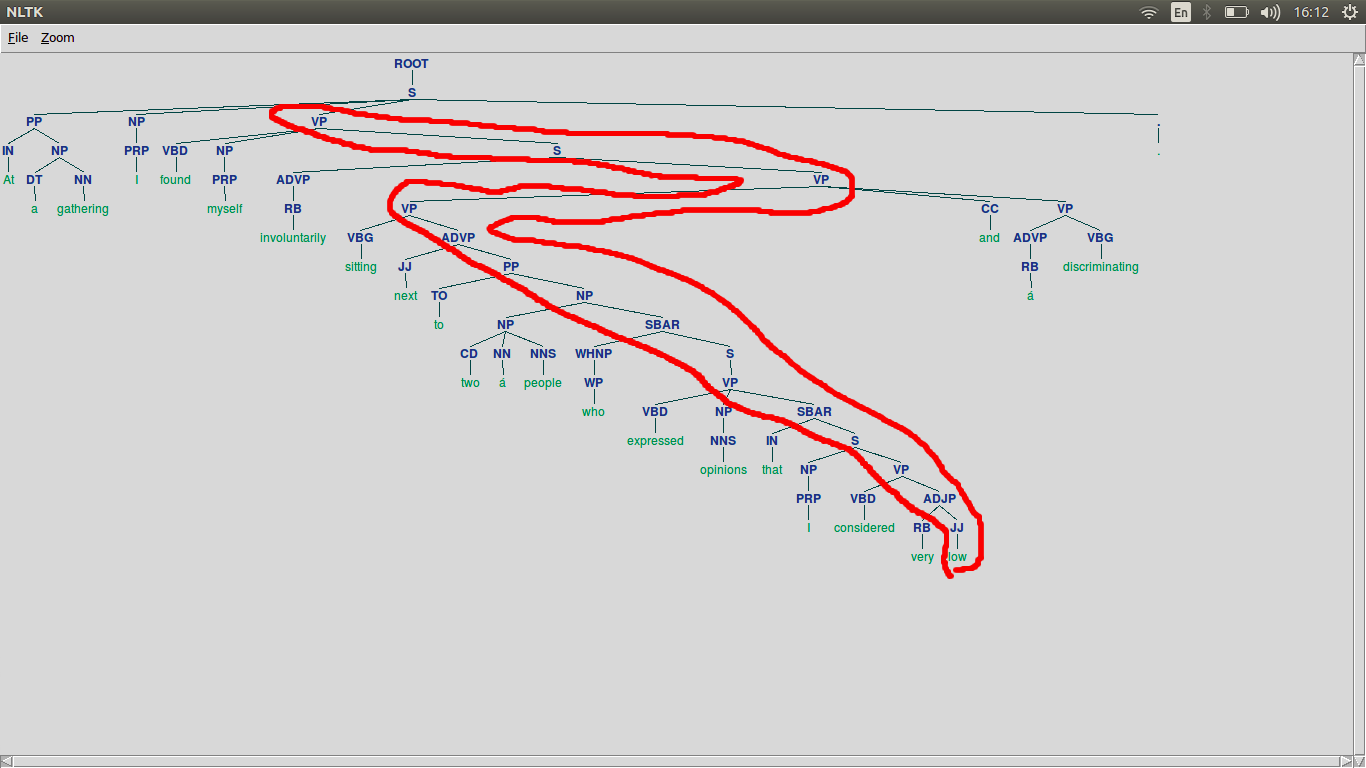 NLTK En 16:12
File Zoom
ROOT
S
PP NP VP .
IN NP PRP VBD NP S
At DT NN I found PRP ADVP VP .
a gathering myself RB VP CC VP
involuntarily VBG ADVP and ADVP VBG
sitting JJ PP RB discriminating
next TO NP á
to NP SBAR
CD NN NNS WHNP S
two á people WP VP
who VBD NP SBAR
expressed NNS IN S
opinions that NP VP
PRP VBD ADJP
I considered RB JJ
very low